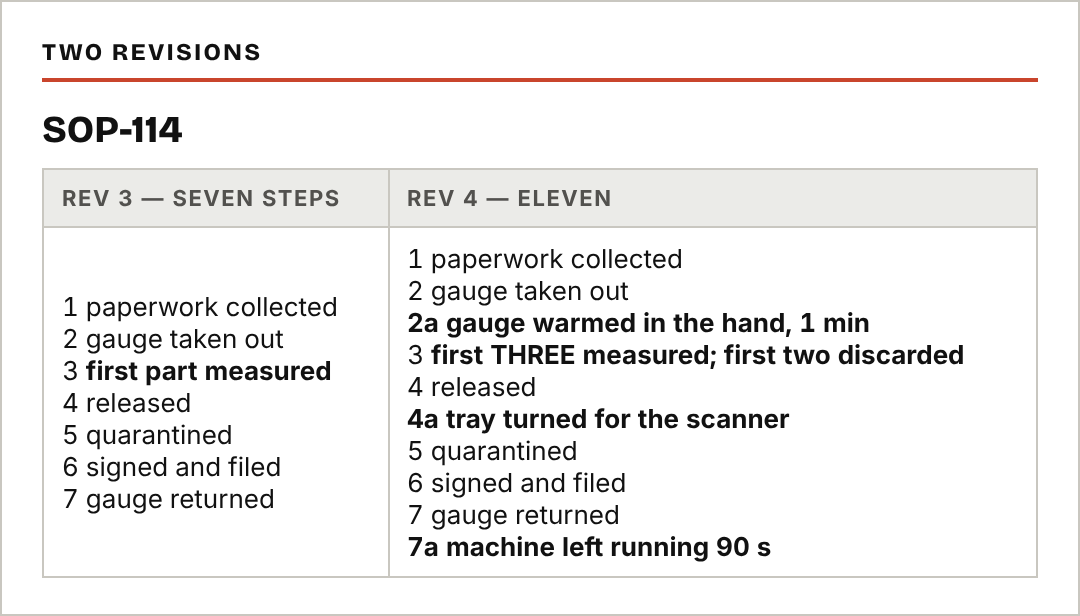 TWO REVISIONS
SOP-114
REV 3 — SEVEN STEPS
1 paperwork collected
2 gauge taken out
3 first part measured
4 released
5 quarantined
6 signed and filed
7 gauge returned
REV 4 — ELEVEN
1 paperwork collected
2 gauge taken out
2a gauge warmed in the hand, 1 min
3 first THREE measured; first two discarded
4 released
4a tray turned for the scanner
5 quarantined
6 signed and filed
7 gauge returned
7a machine left running 90 s